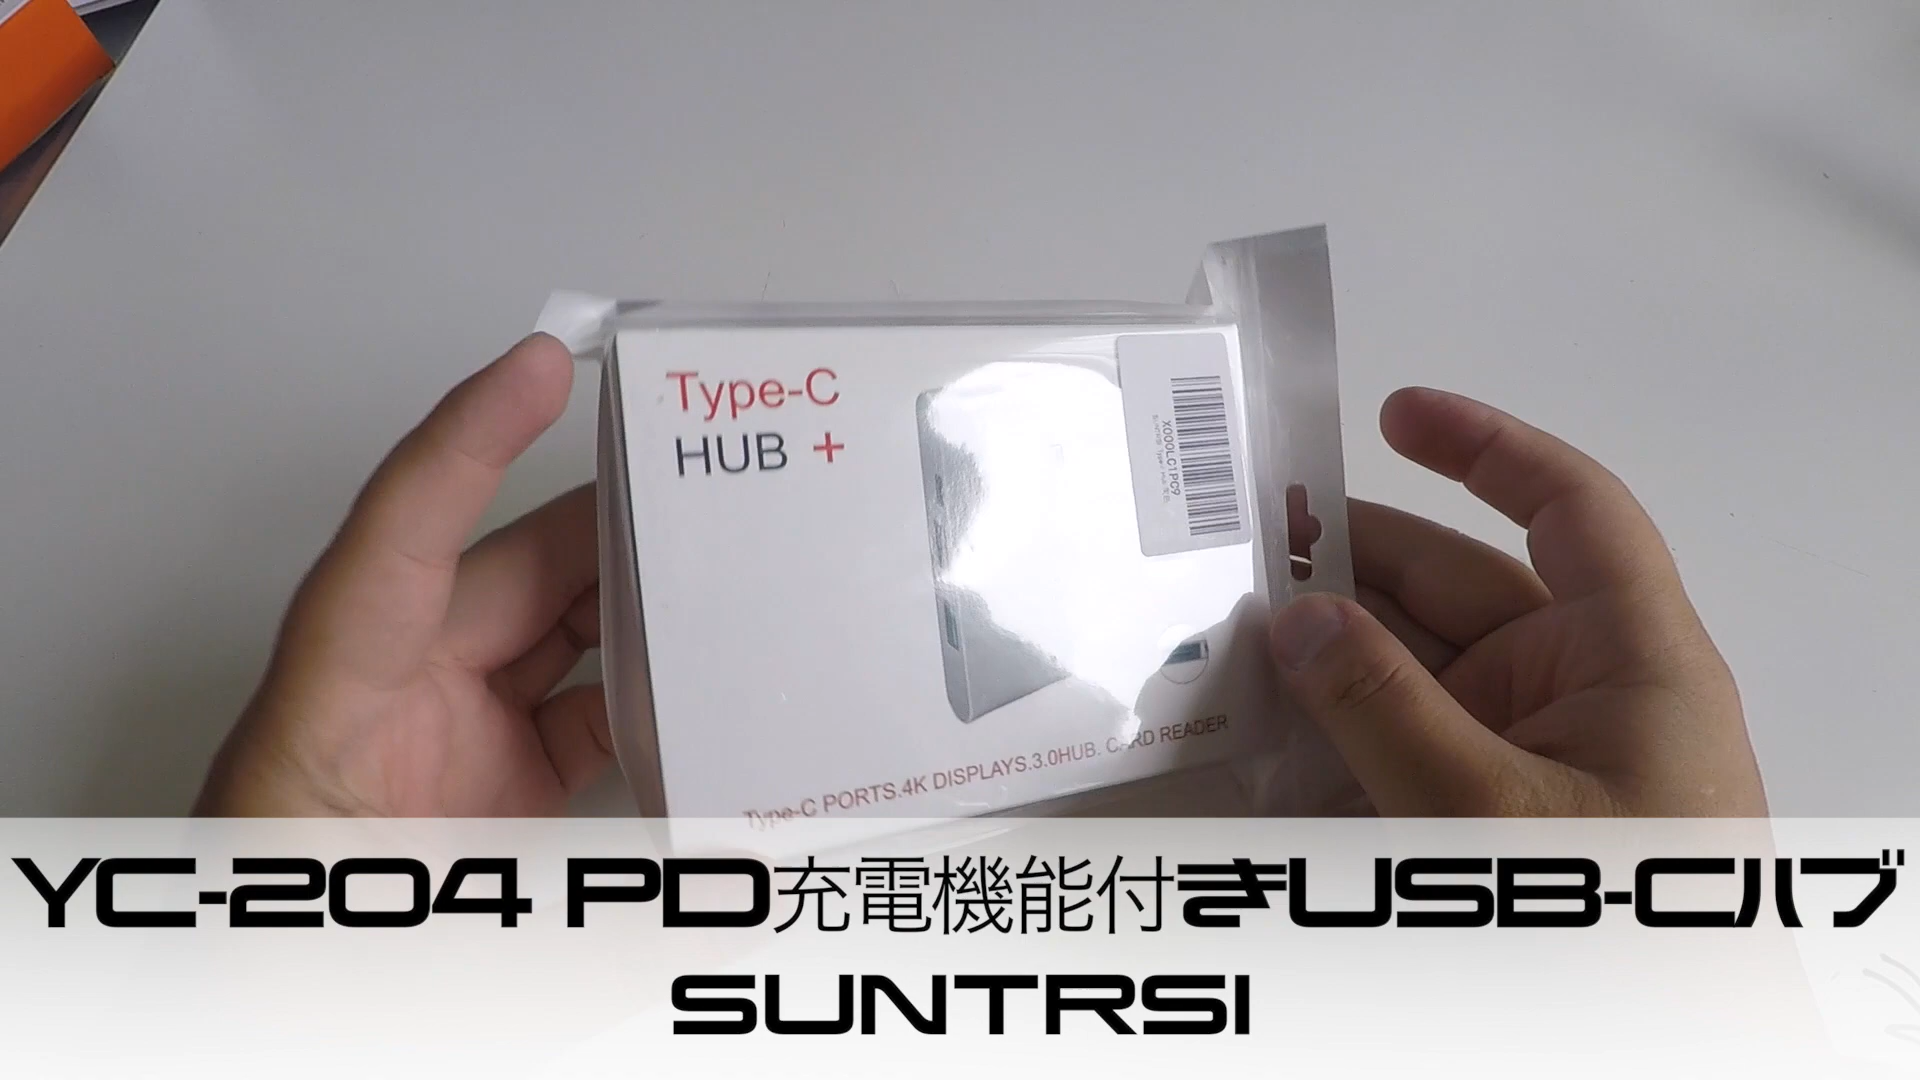 Type-C
HUB +
X000LC1PC9
Type-C PORTS.4K DISPLAYS.3.0HUB. CARD READER
YC-204 PD充電機能付きUSB-Cハブ
SUNTRSI